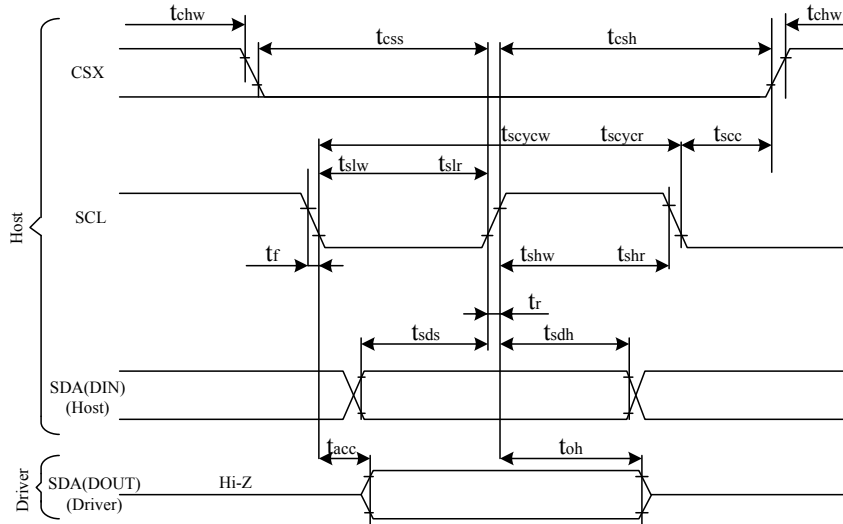 tchw tchw
tcss tcsh
CSX
tscycw tscycr tscc
tslw tslr
SCL
Host
tf tshw tshr
tr
tsds tsdh
SDA(DIN)
(Host)
tacc toh
SDA(DOUT)
(Driver)
Hi-Z
Driver